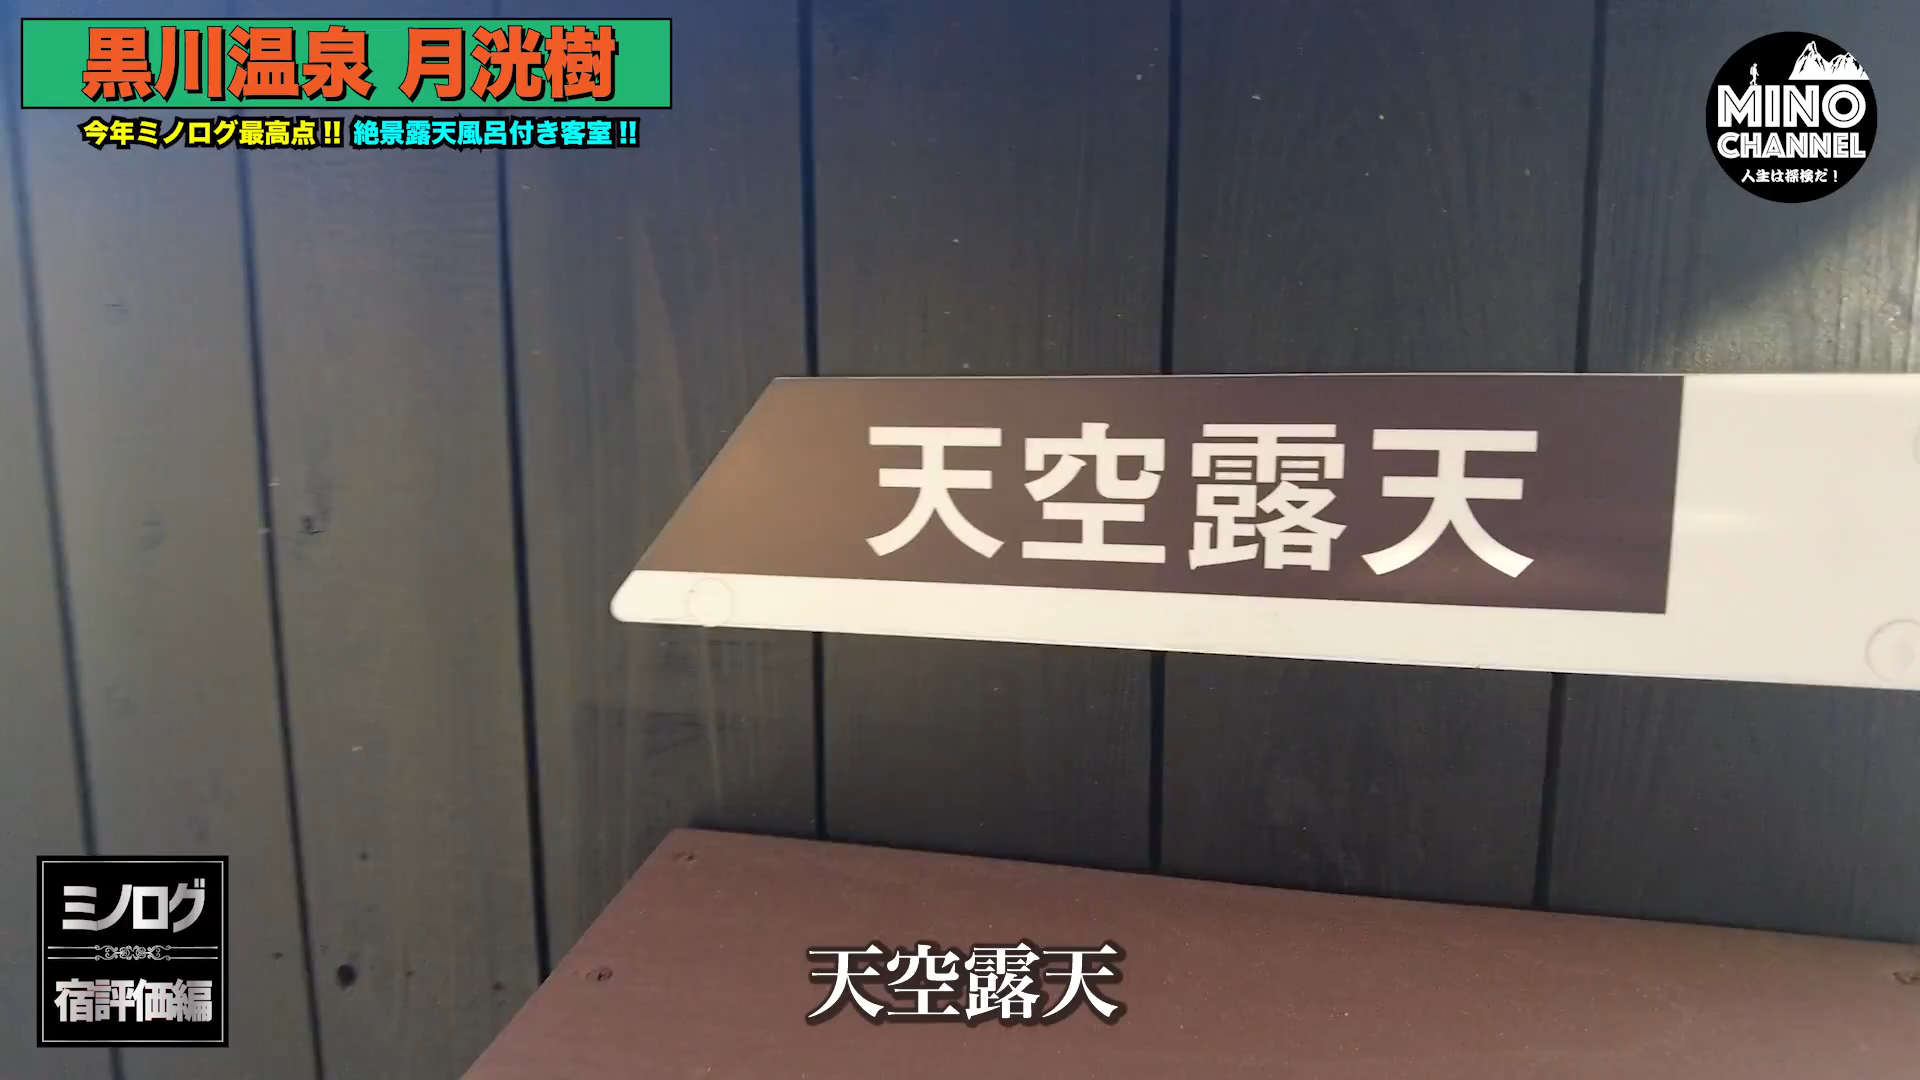 黒川温泉 月洸樹
今年ミノログ最高点!! 絶景露天風呂付き客室!!
MINO
CHANNEL
人生は探検だ!
天空露天
ミノログ
宿評価編
天空露天